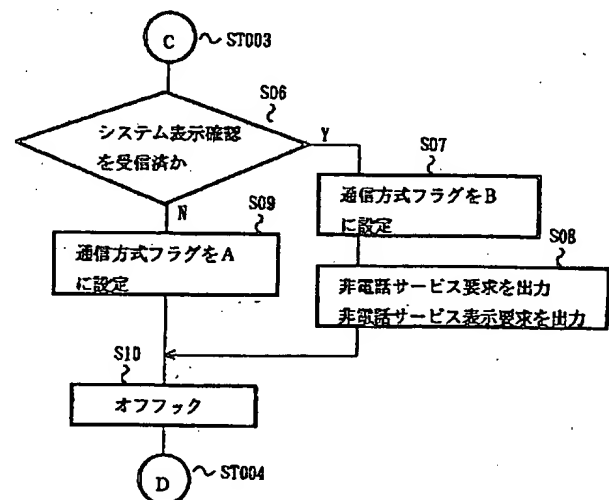 C
ST003
S06
システム表示確認
を受信済か
Y
N
S07
通信方式フラグをB
に設定
S09
通信方式フラグをA
に設定
S08
非電話サービス要求を出力
非電話サービス表示要求を出力
S10
オフフック
D
ST004